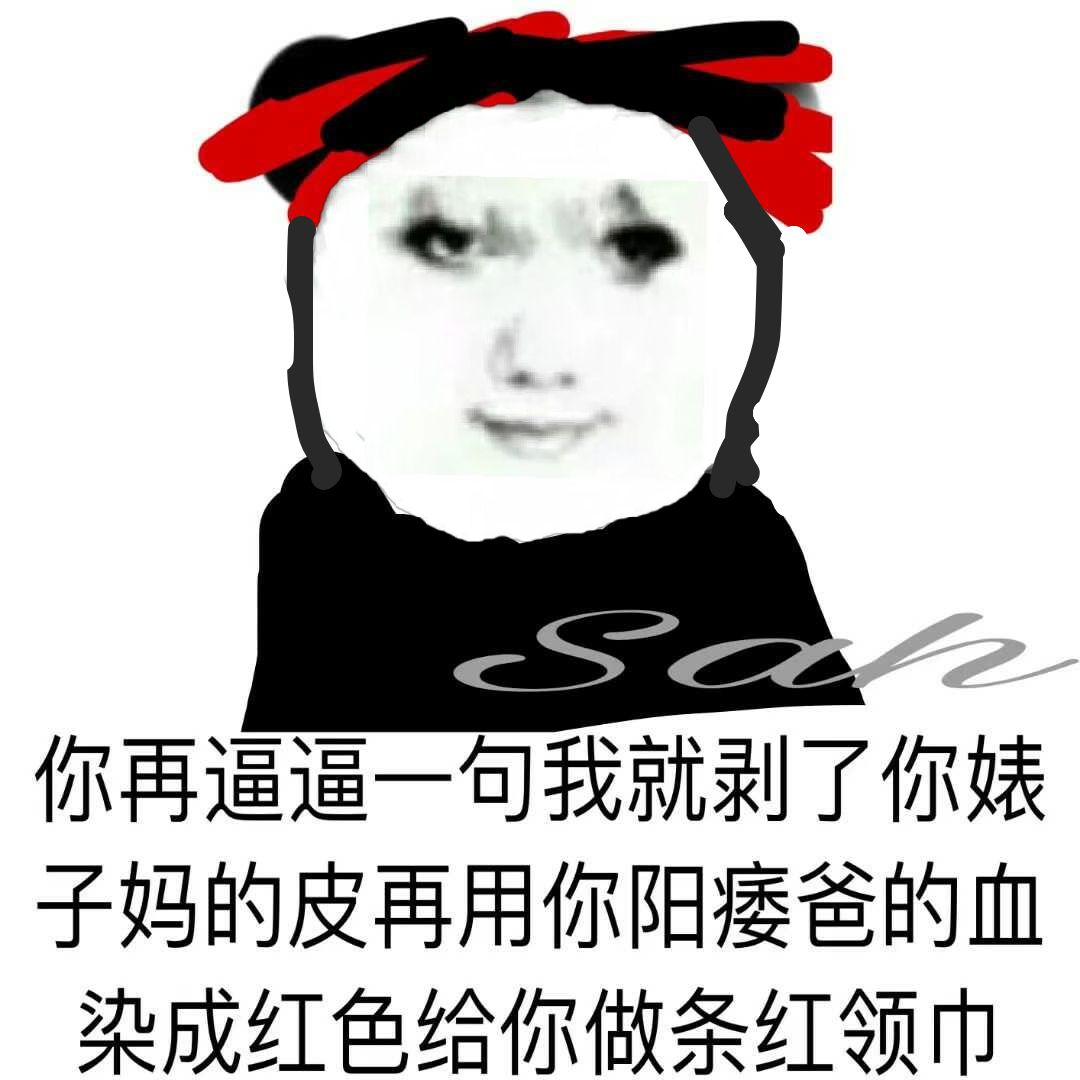 San
你再逼逼一句我就剥了你婊
子妈的皮再用你阳痿爸的血
染成红色给你做条红领巾